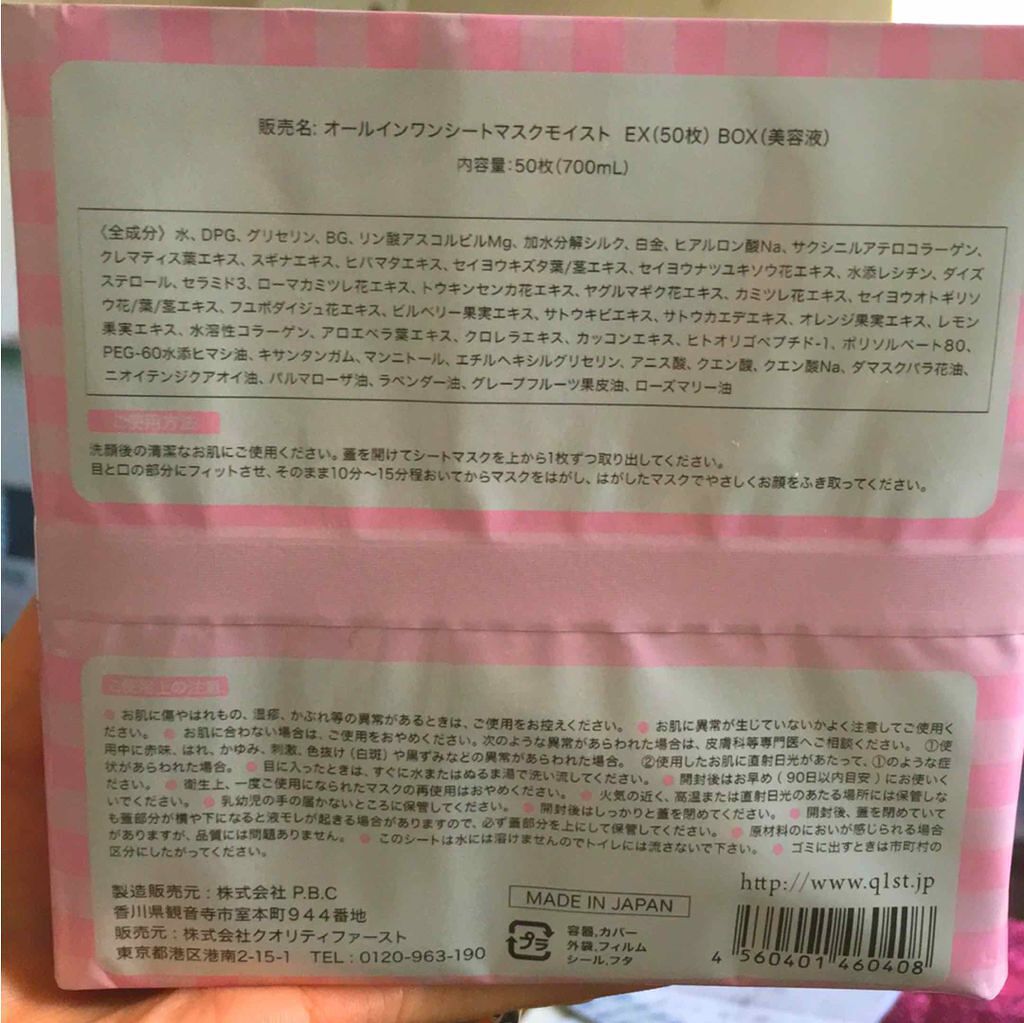 販売名: オールインワンシートマスクモイスト EX(50枚) BOX(美容液)
内容量:50枚(700mL)
〈全成分〉水、DPG、グリセリン、BG、リン酸アスコルビルMg、加水分解シルク、白金、ヒアルロン酸Na、サクシニルアテロコラーゲン、
クレマティス葉エキス、スギナエキス、ヒバマタエキス、セイヨウキズタ葉/茎エキス、セイヨウナツユキソウ花エキス、水添レシチン、ダイズ
ステロール、セラミド3、ローマカミツレ花エキス、トウキンセンカ花エキス、ヤグルマギク花エキス、カミツレ花エキス、セイヨウオトギリソ
ウ花/葉/茎エキス、フユボダイジュ花エキス、ビルベリー果実エキス、サトウキビエキス、サトウカエデエキス、オレンジ果実エキス、レモン
果実エキス、水溶性コラーゲン、アロエベラ葉エキス、クロレラエキス、カッコンエキス、ヒトオリゴペプチド-1、ポリソルベート80、
PEG-60水添ヒマシ油、キサンタンガム、マンニトール、エチルヘキシルグリセリン、アニス酸、クエン酸、クエン酸Na、ダマスクバラ花油、
ニオイテンジクアオイ油、パルマローザ油、ラベンダー油、グレープフルーツ果皮油、ローズマリー油
ご使用方法
洗顔後の清潔なお肌にご使用ください。蓋を開けてシートマスクを上から1枚ずつ取り出してください。
目と口の部分にフィットさせ、そのまま10分〜15分程おいてからマスクをはがし、はがしたマスクでやさしくお顔をふき取ってください。
ご使用上の注意
● お肌に傷やはれもの、湿疹、かぶれ等の異常があるときは、ご使用をお控えください。 ● お肌に異常が生じていないかよく注意してご使用く
ださい。 ● お肌に合わない場合は、ご使用をおやめください。次のような異常があらわれた場合は、皮膚科等専門医へご相談ください。 ①使
用中に赤味、はれ、かゆみ、刺激、色抜け(白斑)や黒ずみなどの異常があらわれた場合。 ②使用したお肌に直射日光があたって、①のような症
状があらわれた場合。 ● 目に入ったときは、すぐに水またはぬるま湯で洗い流してください。 ● 開封後はお早め(90日以内目安)にお使いく
ださい。 ● 衛生上、一度ご使用になられたマスクの再使用はおやめください。 ● 火気の近く、高温または直射日光のあたる場所には保管しな
いでください。 ● 乳幼児の手の届かないところに保管してください。 ● 開封後はしっかりと蓋を閉めてください。 ● 開封後、蓋を閉めていて
も蓋部分が横や下になると液モレが起きる場合がありますので、必ず蓋部分を上にして保管してください。 ● 原材料のにおいが感じられる場合
がありますが、品質には問題ありません。 ● このシートは水には溶けませんのでトイレには流さないで下さい。 ● ゴミに出すときは市町村の
区分にしたがってください。
製造販売元:株式会社 P.B.C
香川県観音寺市室本町944番地
販売元:株式会社クオリティファースト
東京都港区港南2-15-1 TEL:0120-963-190
MADE IN JAPAN
プラ
容器,カバー
外袋,フィルム
シール,フタ
http://www.q1st.jp
4 560401 460408